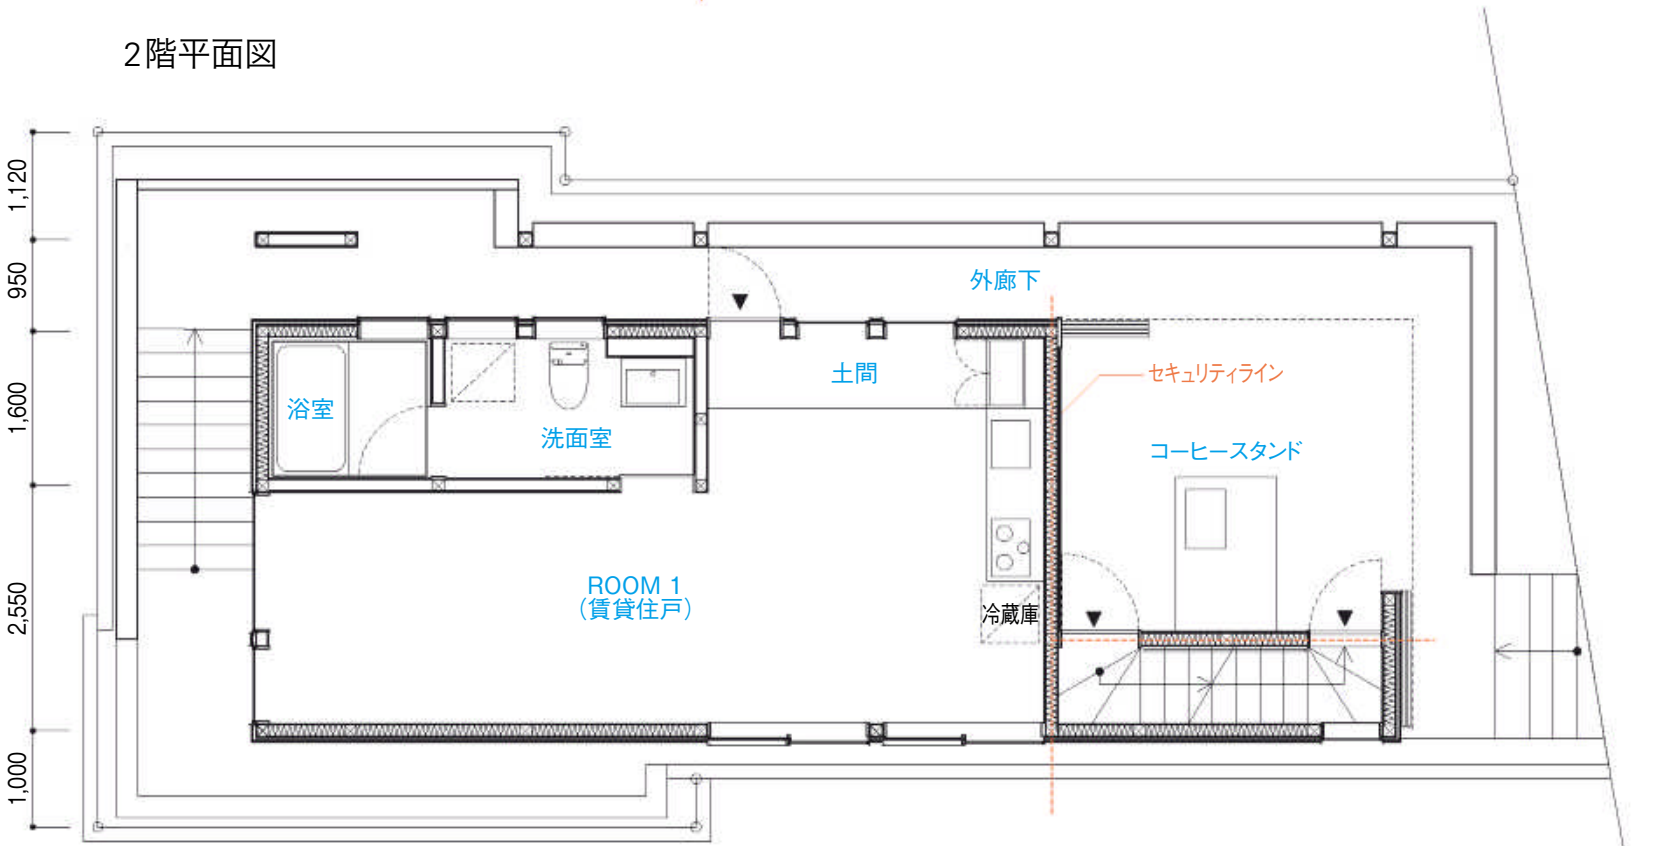 2階平面図
1,120
950
1,600
2,550
1,000
外廊下
土間
セキュリティライン
浴室
洗面室
コーヒースタンド
ROOM 1
（賃貸住戸）
冷蔵庫